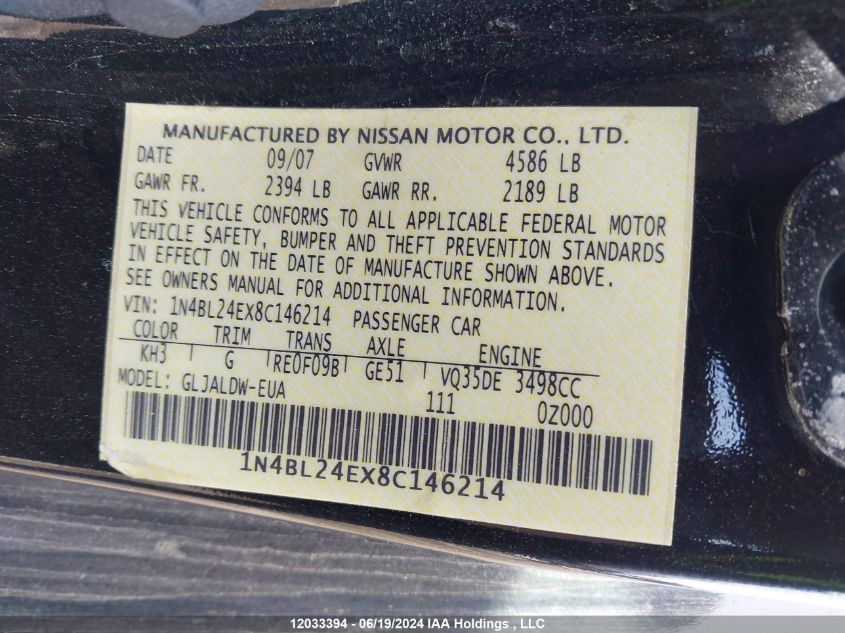 MANUFACTURED BY NISSAN MOTOR CO., LTD.
DATE 09/07 GVWR 4586 LB
GAWR FR. 2394 LB GAWR RR. 2189 LB
THIS VEHICLE CONFORMS TO ALL APPLICABLE FEDERAL MOTOR
VEHICLE SAFETY, BUMPER AND THEFT PREVENTION STANDARDS
IN EFFECT ON THE DATE OF MANUFACTURE SHOWN ABOVE.
SEE OWNERS MANUAL FOR ADDITIONAL INFORMATION.
VIN: 1N4BL24EX8C146214 PASSENGER CAR
COLOR TRIM TRANS AXLE ENGINE
KH3 G RE0F09B GE51 VQ35DE 3498CC
MODEL: GLJALDW-EUA 111 0Z000
1N4BL24EX8C146214
12033394 - 06/19/2024 IAA Holdings , LLC